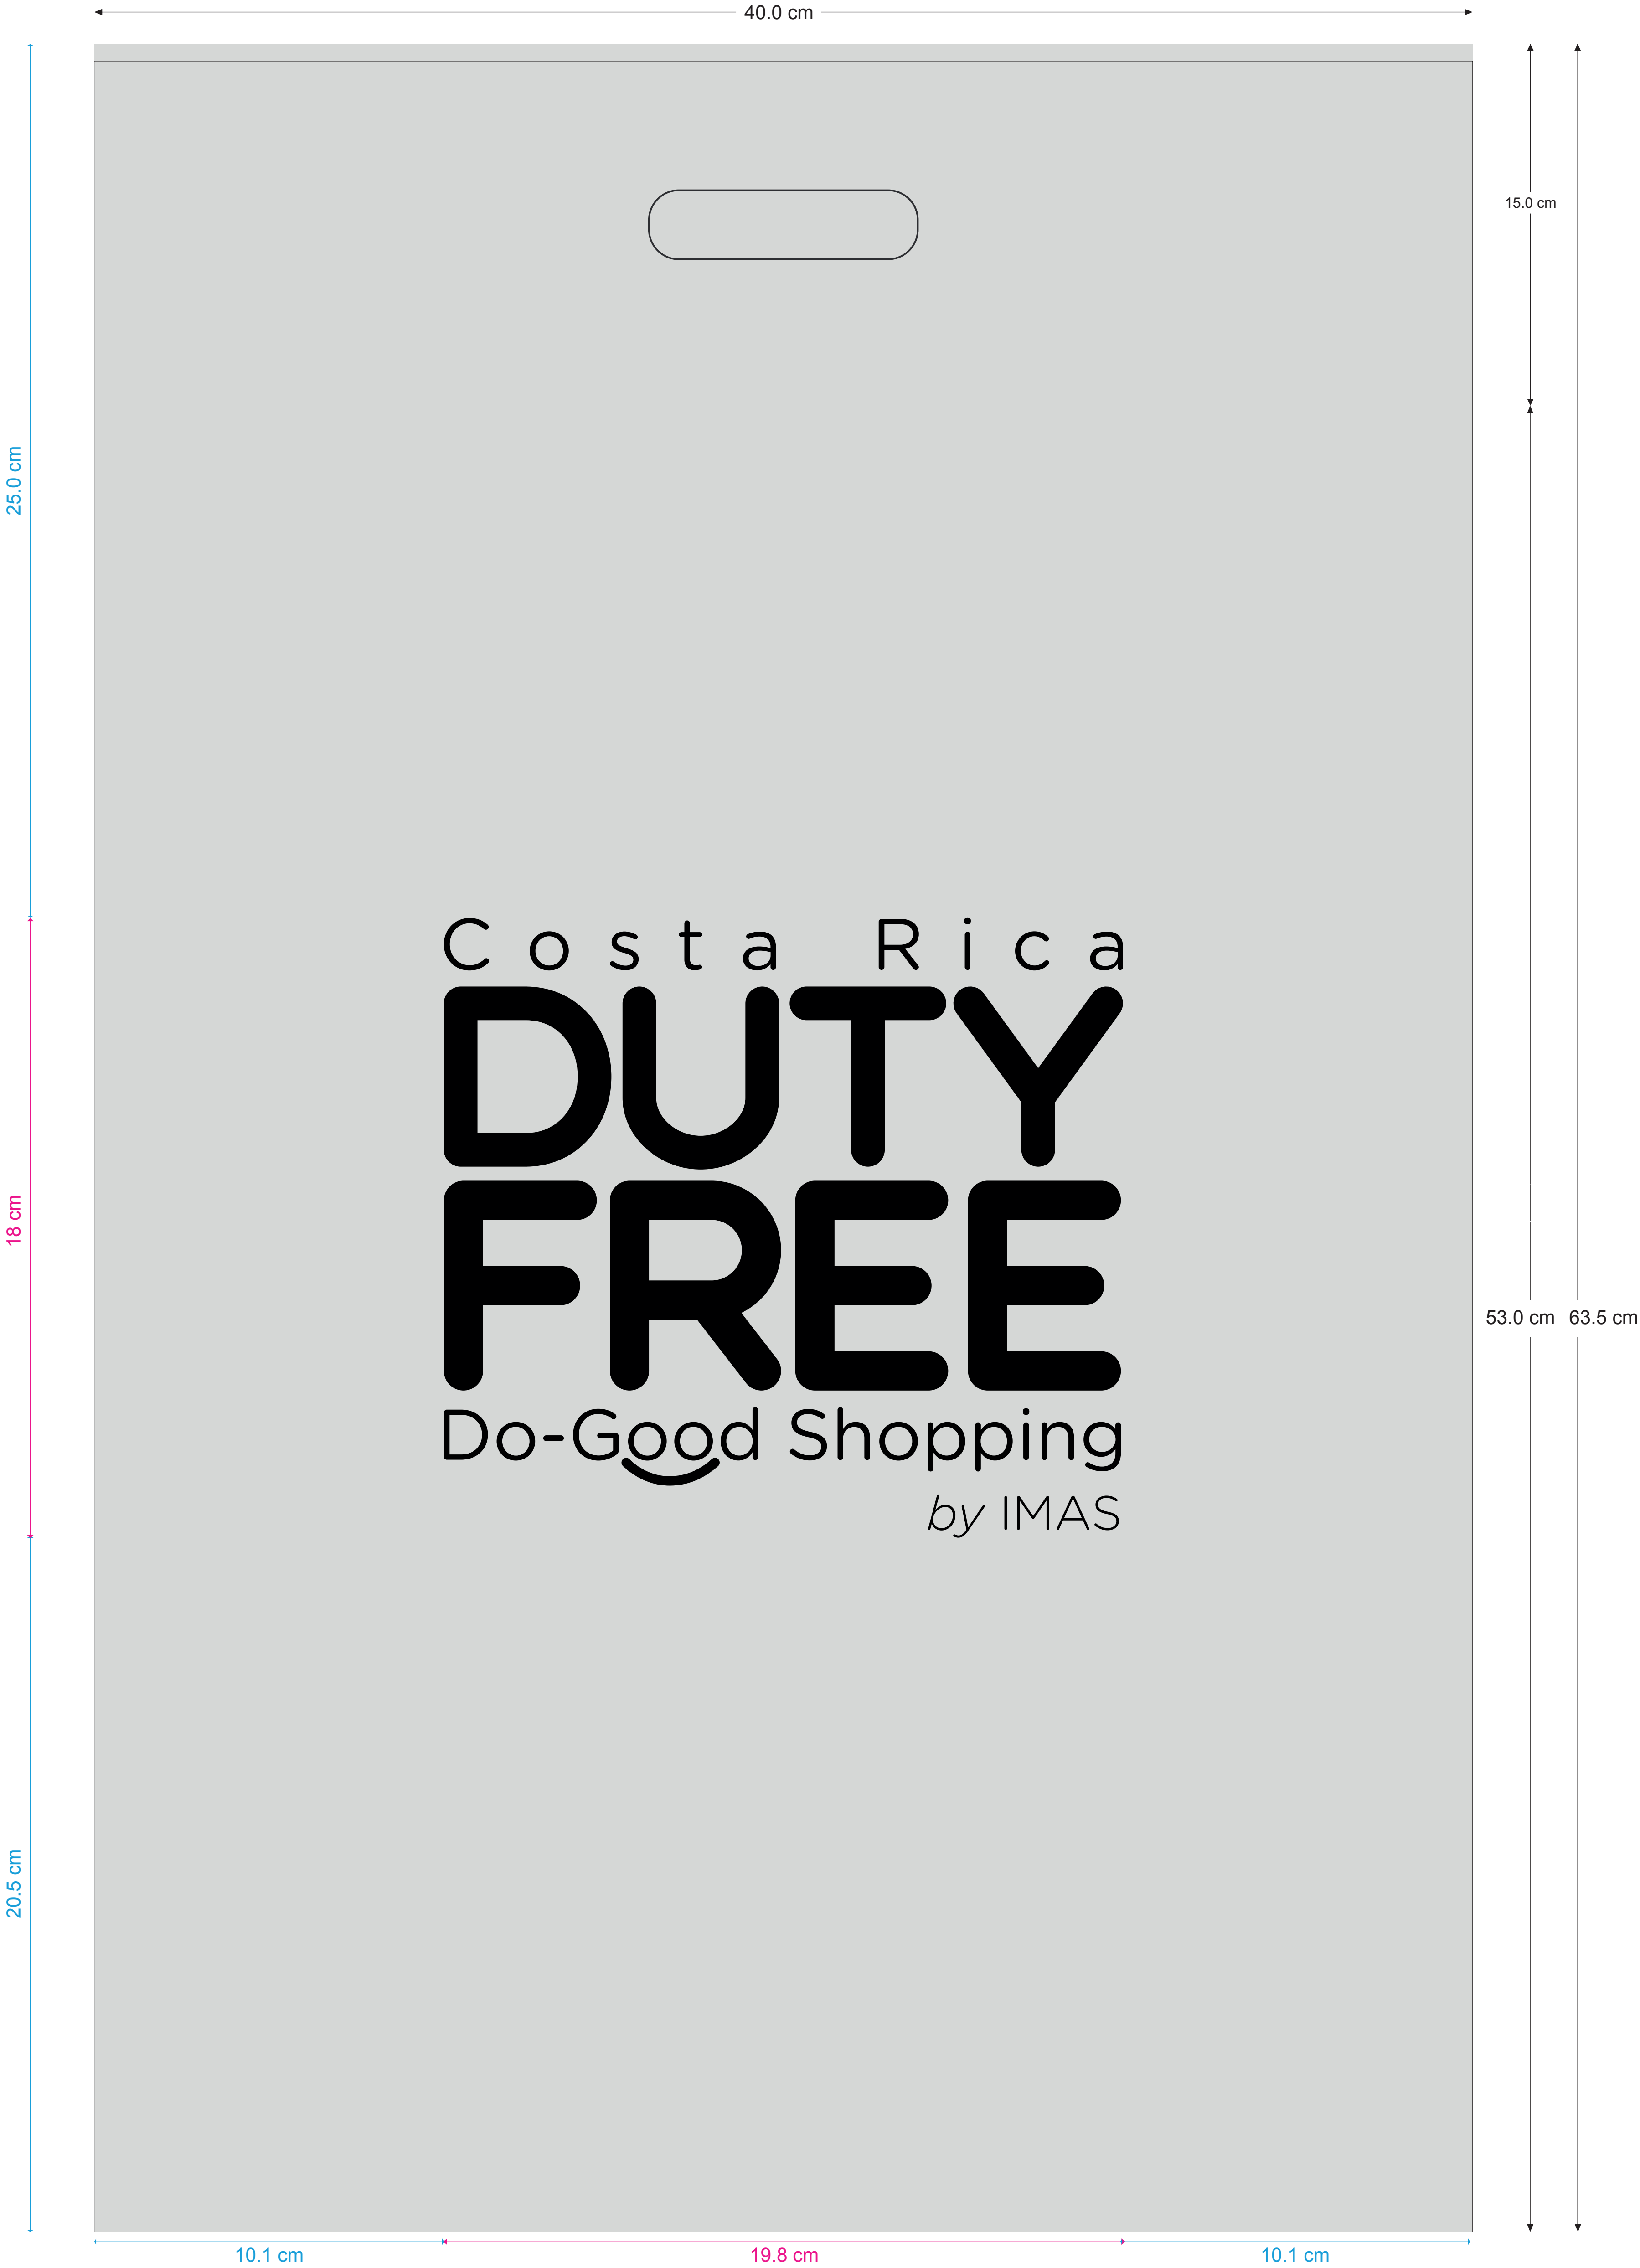 40.0 cm
15.0 cm
25.0 cm
Costa Rica
DUTY
FREE
Do-Good Shopping
by IMAS
18 cm
53.0 cm
63.5 cm
20.5 cm
10.1 cm
19.8 cm
10.1 cm